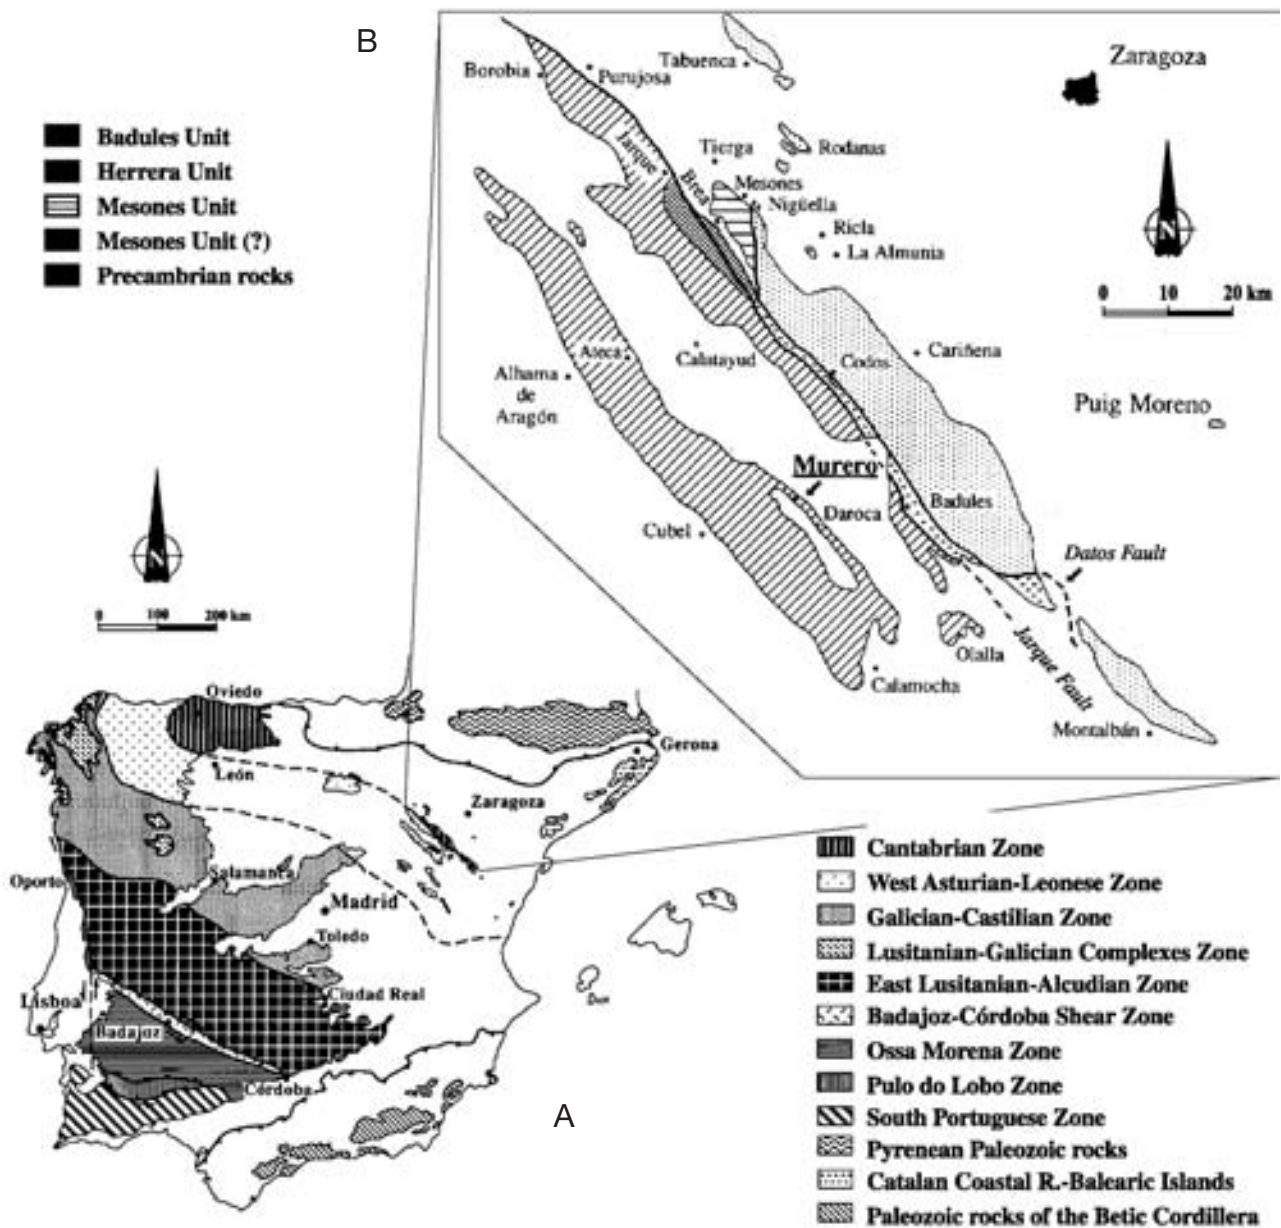 B
Badules Unit
Herrera Unit
Mesones Unit
Mesones Unit (?)
Precambrian rocks
Zaragoza
Tabuenca
Borobia
Purujosa
Jarque
Tierga
Rodanas
Brea
Mesones
Nigüella
Ricla
La Almunia
N
0 10 20 km
Ateca
Calatayud
Codos
Cariñena
Alhama
de
Aragón
Puig Moreno
Murero
Badules
Daroca
Cubel
Datos Fault
Jarque Fault
Olalla
Calamocha
Montalbán
N
0 100 200 km
Oviedo
León
Gerona
Zaragoza
?
Oporto
Salamanca
Madrid
Toledo
Lisboa
Ciudad Real
Badajoz
Córdoba
A
Cantabrian Zone
West Asturian-Leonese Zone
Galician-Castilian Zone
Lusitanian-Galician Complexes Zone
East Lusitanian-Alcudian Zone
Badajoz-Córdoba Shear Zone
Ossa Morena Zone
Pulo do Lobo Zone
South Portuguese Zone
Pyrenean Paleozoic rocks
Catalan Coastal R.-Balearic Islands
Paleozoic rocks of the Betic Cordillera